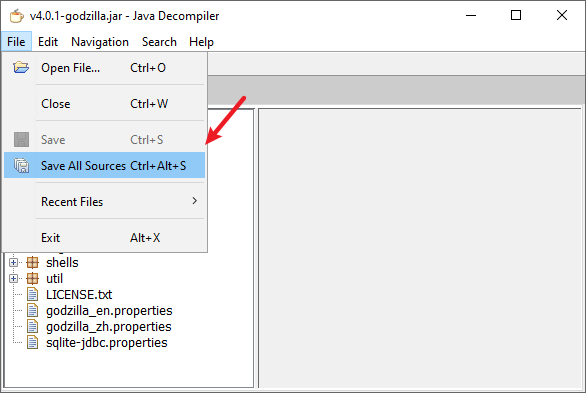 v4.0.1-godzilla.jar - Java Decompiler
File Edit Navigation Search Help
Open File... Ctrl+O
Close Ctrl+W
Save Ctrl+S
Save All Sources Ctrl+Alt+S
Recent Files
Exit Alt+X
shells
util
LICENSE.txt
godzilla_en.properties
godzilla_zh.properties
sqlite-jdbc.properties